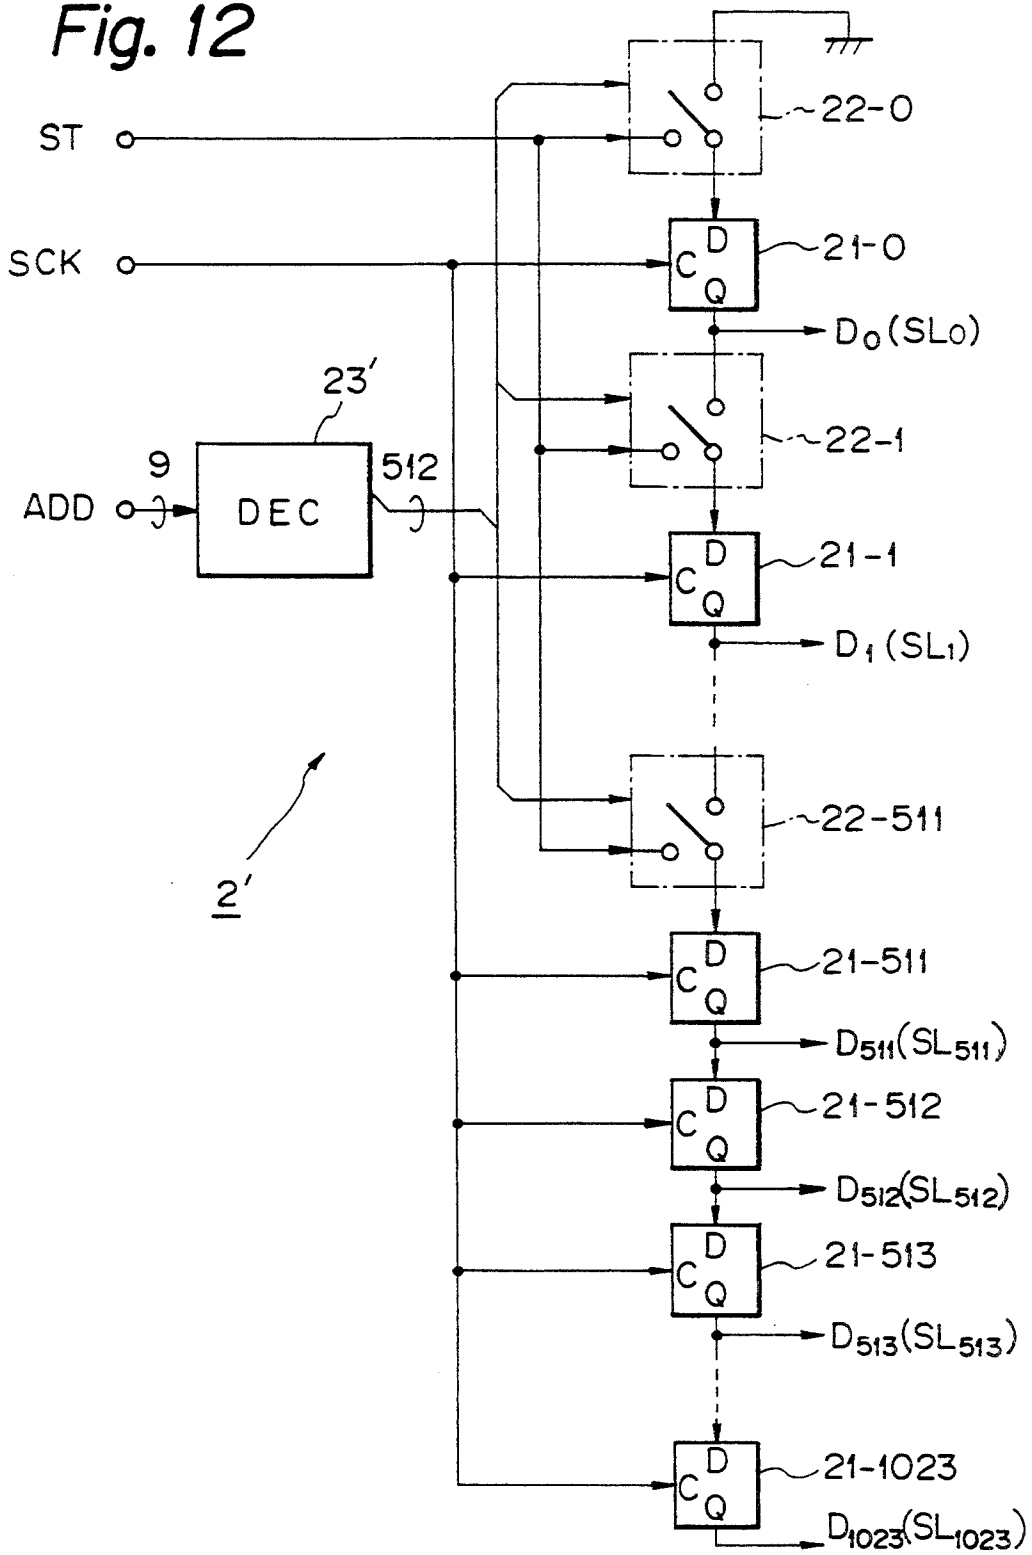 Fig. 12
ST
22-0
SCK
D
C
Q
21-0
D0 (SL0)
23'
22-1
9
512
ADD
DEC
D
C
Q
21-1
D1 (SL1)
22-511
2'
D
C
Q
21-511
D511 (SL511)
D
C
Q
21-512
D512 (SL512)
D
C
Q
21-513
D513 (SL513)
D
C
Q
21-1023
D1023 (SL1023)